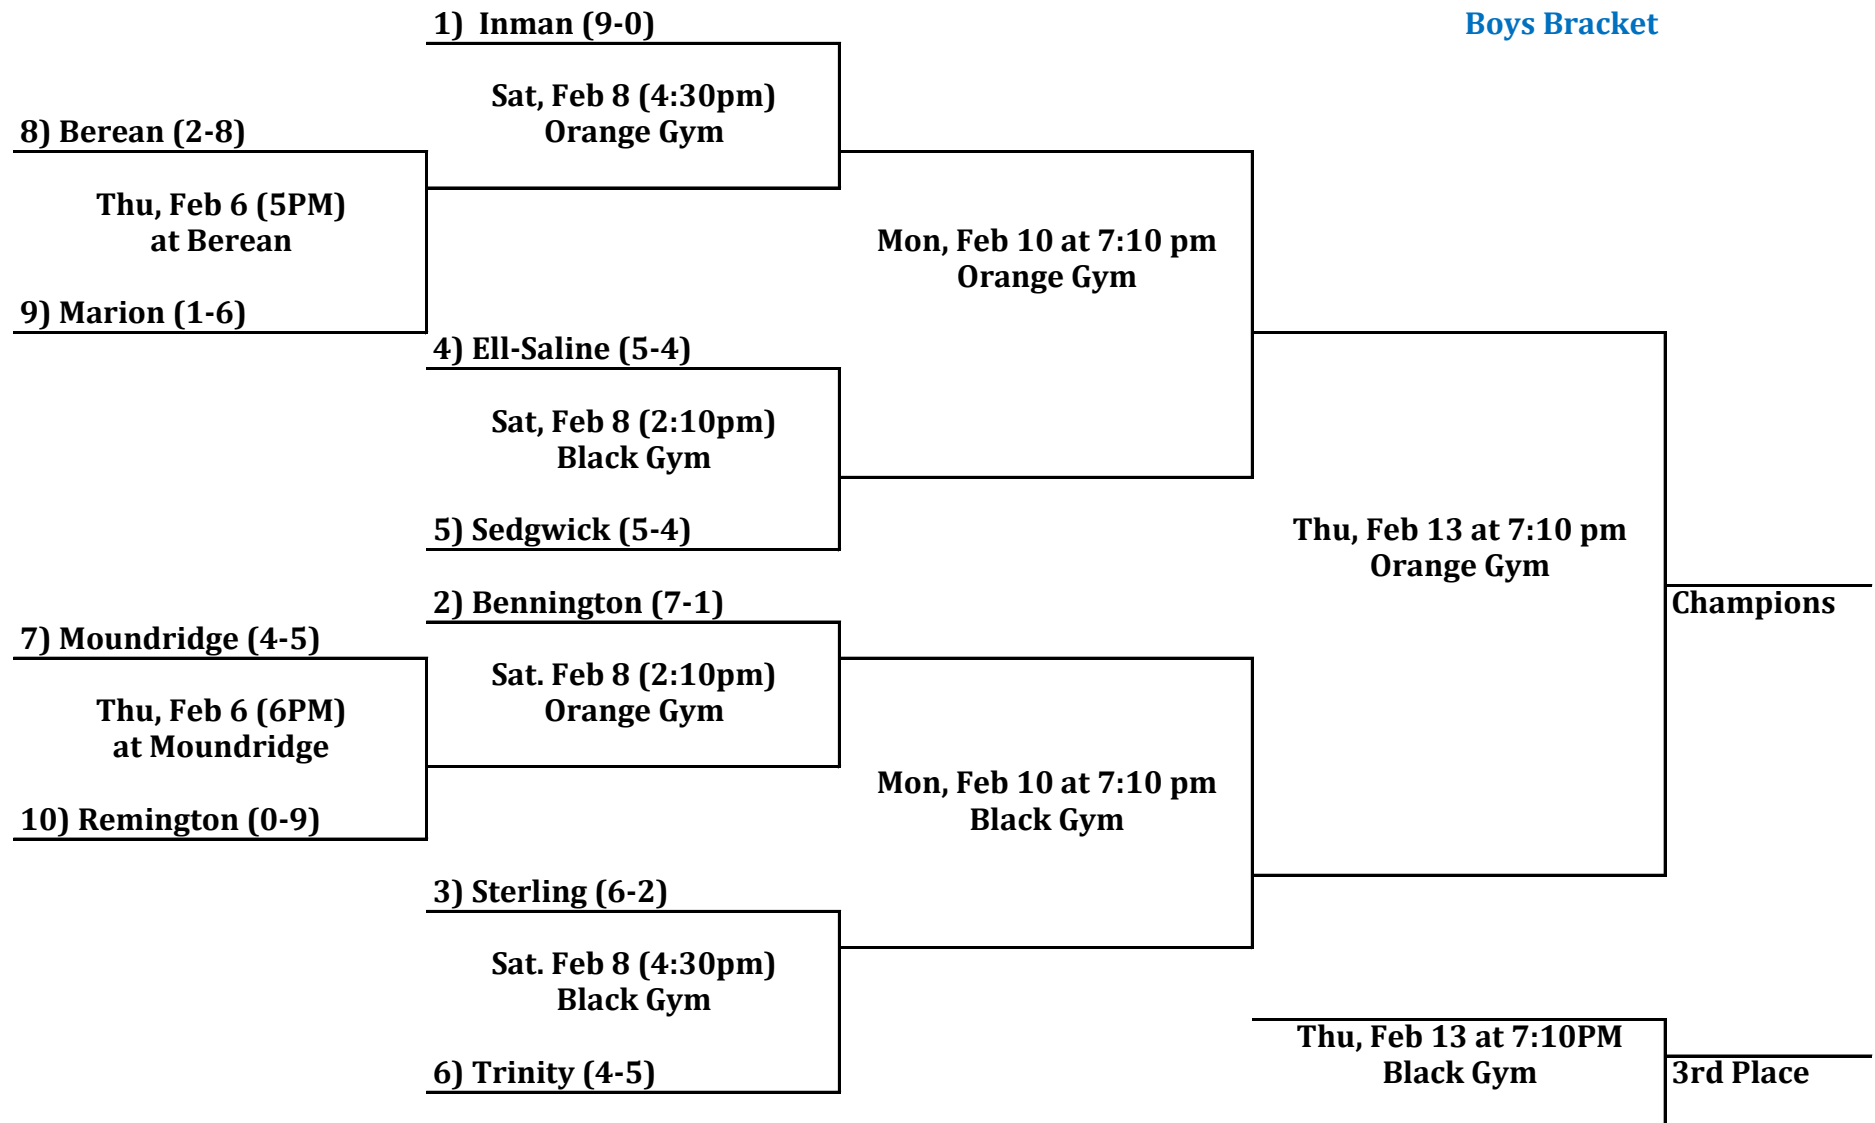 1)  Inman (9-0)
Boys Bracket
Sat, Feb 8 (4:30pm)
Orange Gym
8) Berean (2-8)
Thu, Feb 6 (5PM)
at Berean
9) Marion (1-6)
Mon, Feb 10 at 7:10 pm
Orange Gym
4) Ell-Saline (5-4)
Sat, Feb 8 (2:10pm)
Black Gym
5) Sedgwick (5-4)
Thu, Feb 13 at 7:10 pm
Orange Gym
Champions
2) Bennington (7-1)
7) Moundridge (4-5)
Sat. Feb 8 (2:10pm)
Orange Gym
Thu, Feb 6 (6PM)
at Moundridge
10) Remington (0-9)
Mon, Feb 10 at 7:10 pm
Black Gym
3) Sterling (6-2)
Sat. Feb 8 (4:30pm)
Black Gym
6) Trinity (4-5)
Thu, Feb 13 at 7:10PM
Black Gym
3rd Place